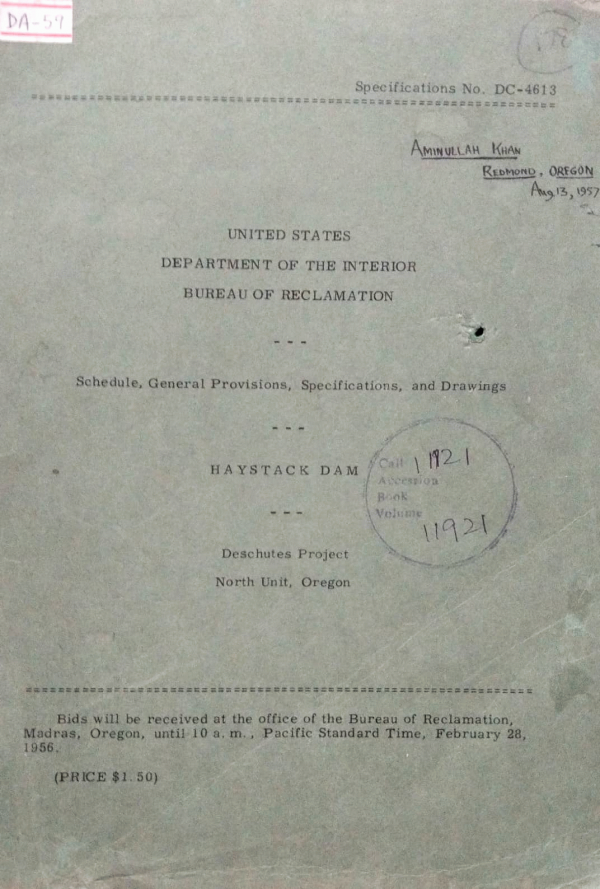 DA-59
178
Specifications No. DC-4613
AMINULLAH KHAN
REDMOND, OREGON
Aug 13, 1957
UNITED STATES
DEPARTMENT OF THE INTERIOR
BUREAU OF RECLAMATION
- - -
Schedule, General Provisions, Specifications, and Drawings
- - -
HAYSTACK DAM
- - -
Call 11921
Accession
Book
Volume
11921
Deschutes Project
North Unit, Oregon
Bids will be received at the office of the Bureau of Reclamation,
Madras, Oregon, until 10 a. m., Pacific Standard Time, February 28,
1956.
(PRICE $1.50)